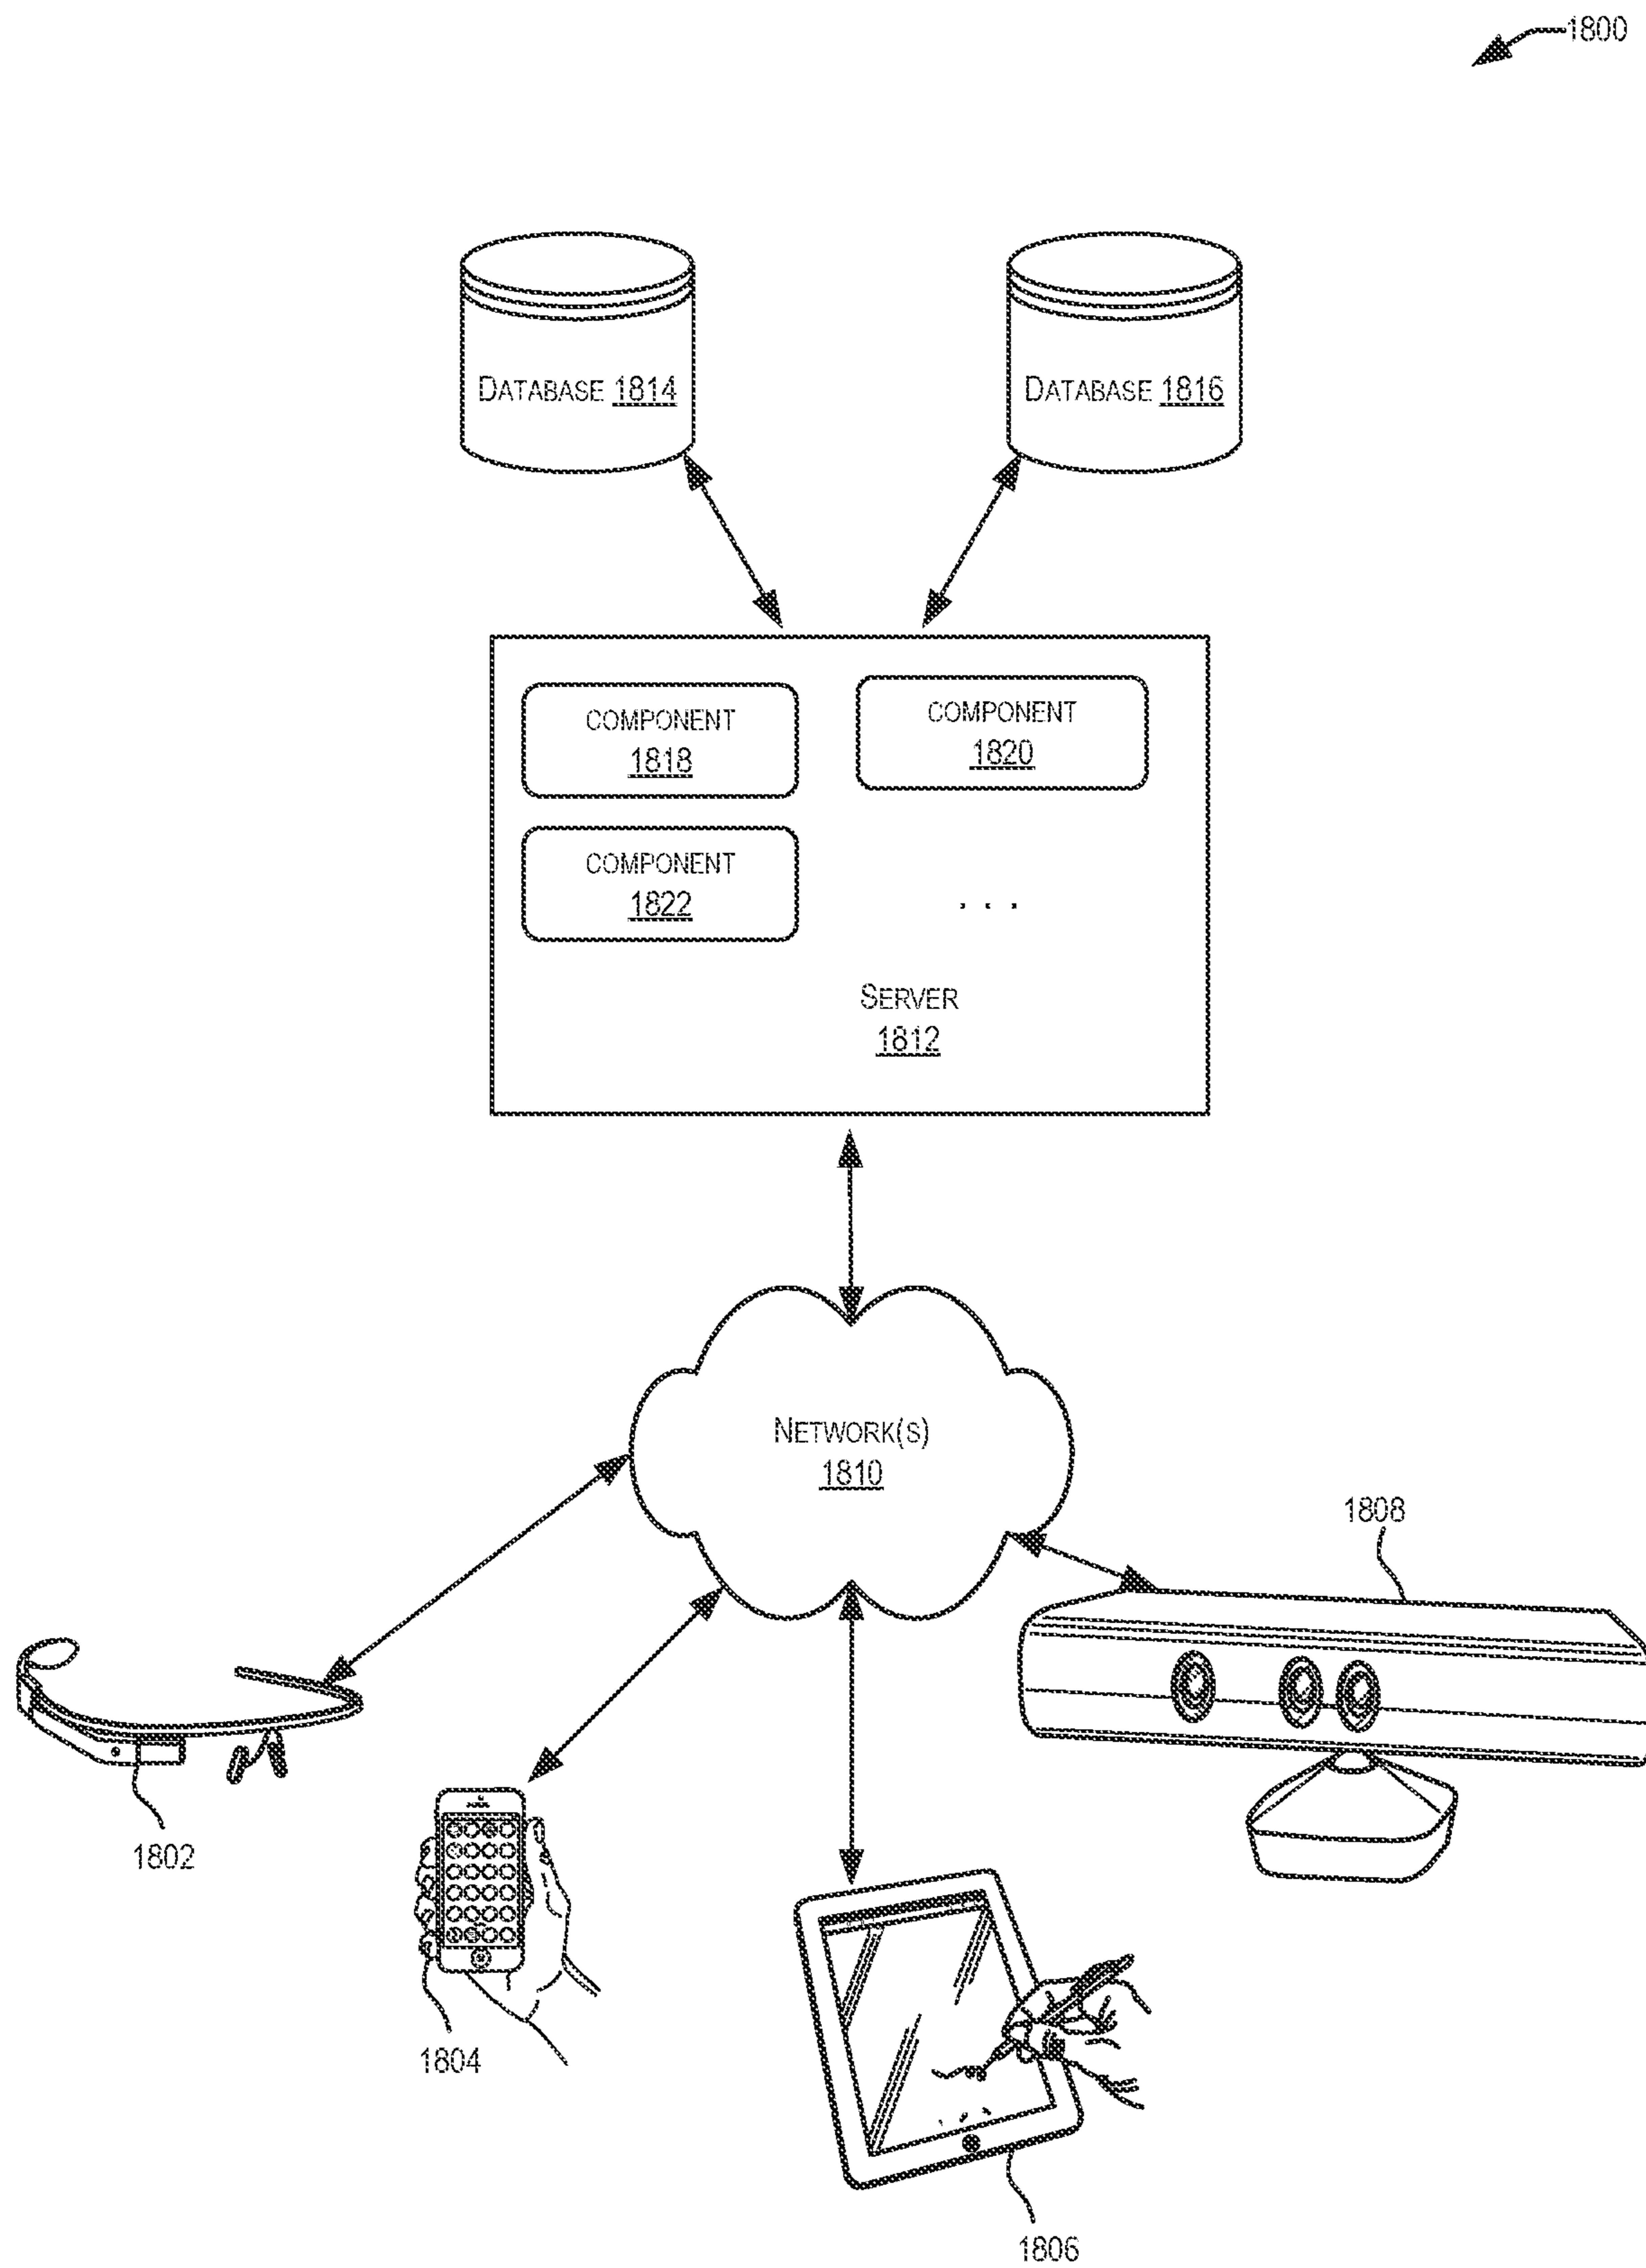 1800
DATABASE 1814
DATABASE 1816
COMPONENT
1818
COMPONENT
1820
COMPONENT
1822
. . .
SERVER
1812
NETWORK(S)
1810
1808
1802
1804
1806